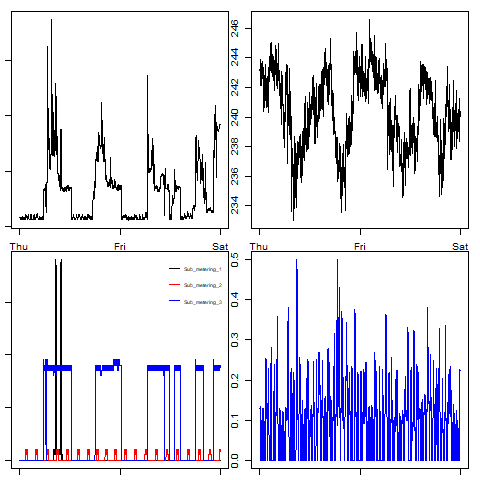 246
244
242
240
238
236
234
Thu Fri Sat
Thu Fri Sat
Sub_metering_1
Sub_metering_2
Sub_metering_3
0.5
0.4
0.3
0.2
0.1
0.0